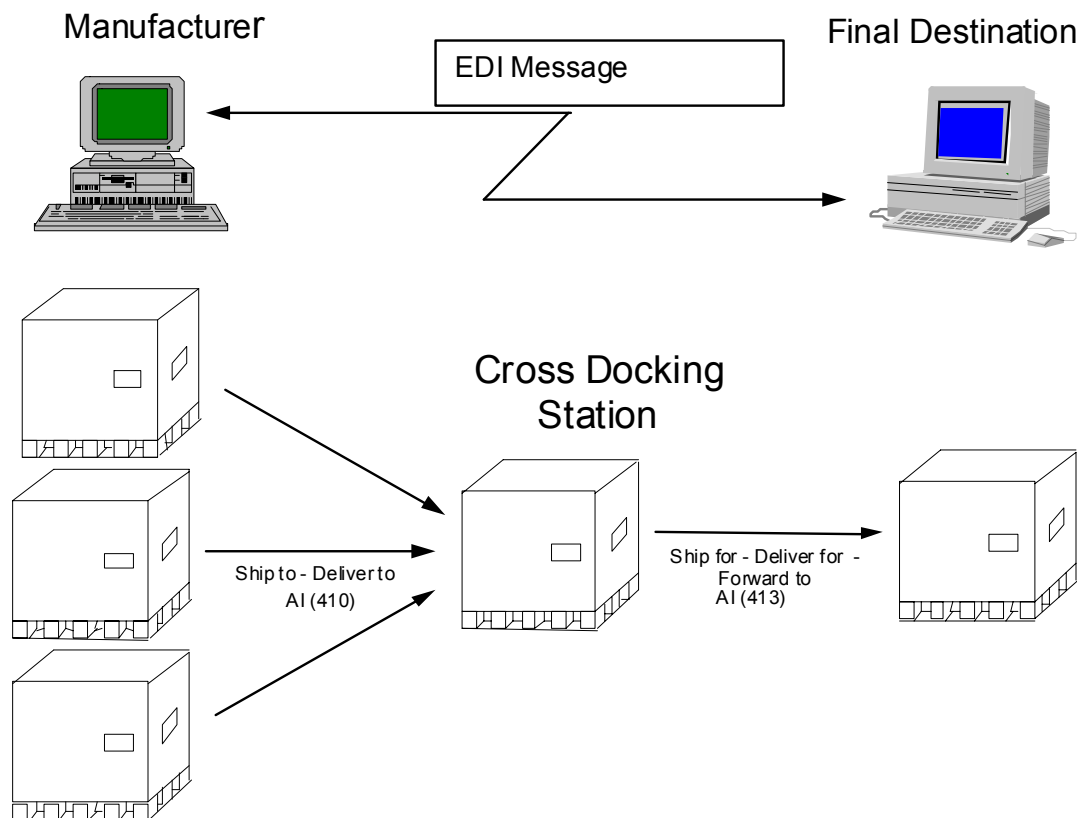 Manufacturer
Final Destination
EDI Message
Cross Docking
Station
Ship to - Deliver to
AI (410)
Ship for - Deliver for -
Forward to
AI (413)